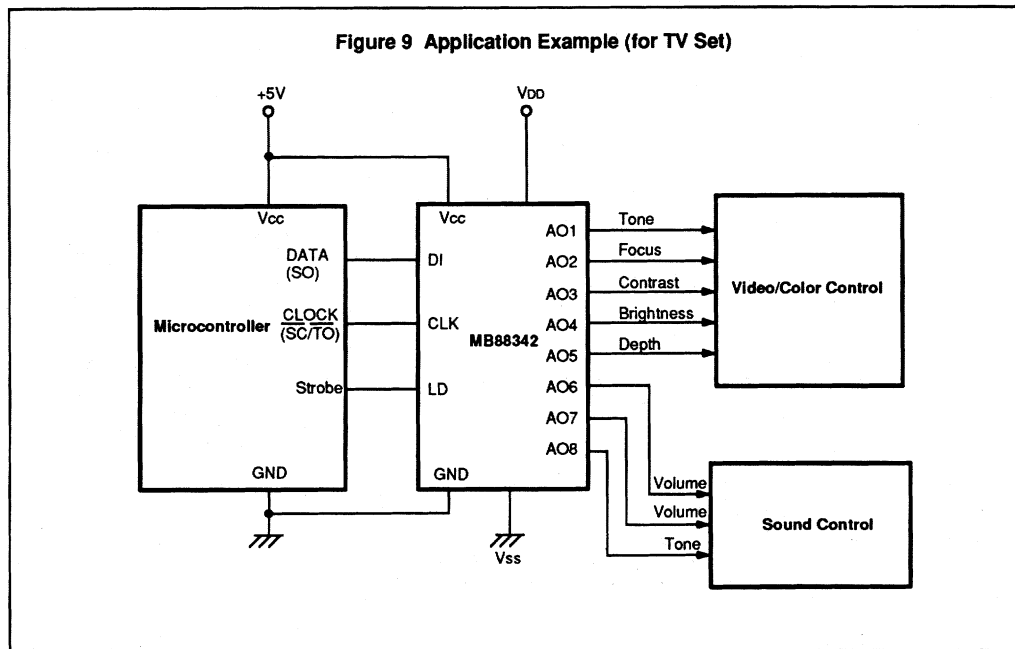 Figure 9 Application Example (for TV Set)
+5V
VDD
Vcc
DATA
(SO)
CLOCK
(SC/TO)
Microcontroller
Strobe
GND
Vcc
DI
CLK
LD
GND
MB88342
AO1
AO2
AO3
AO4
AO5
AO6
AO7
AO8
Vss
Tone
Focus
Contrast
Brightness
Depth
Video/Color Control
Volume
Volume
Tone
Sound Control